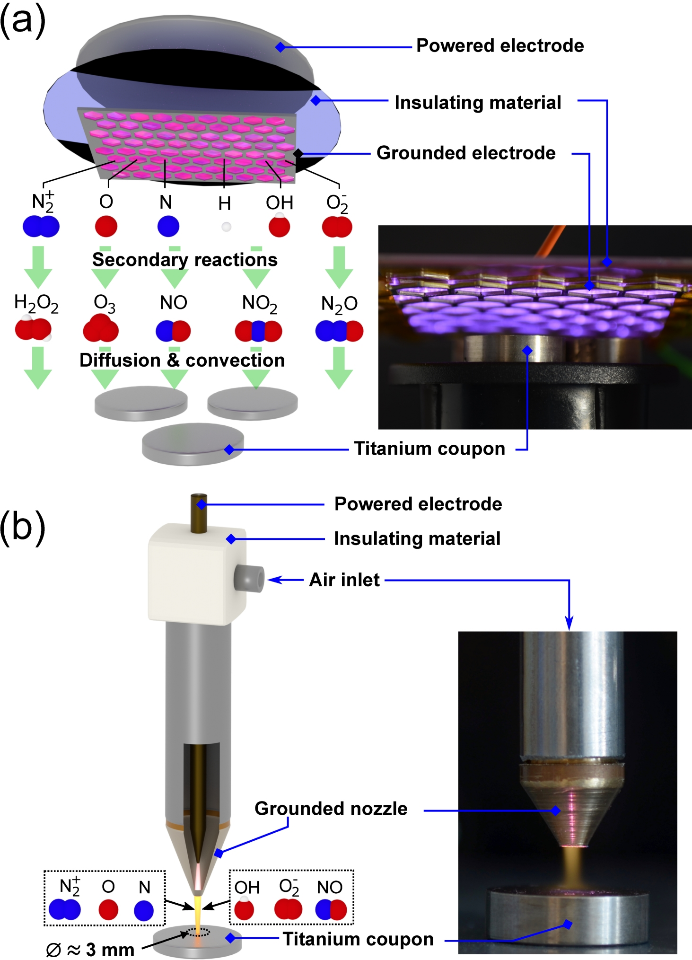 (a)
Powered electrode
Insulating material
Grounded electrode
N₂⁺ O N H OH O₂⁻
Secondary reactions
H₂O₂ O₃ NO NO₂ N₂O
Diffusion & convection
Titanium coupon
(b)
Powered electrode
Insulating material
Air inlet
Grounded nozzle
N₂⁺ O N OH O₂⁻ NO
Ø ≈ 3 mm
Titanium coupon